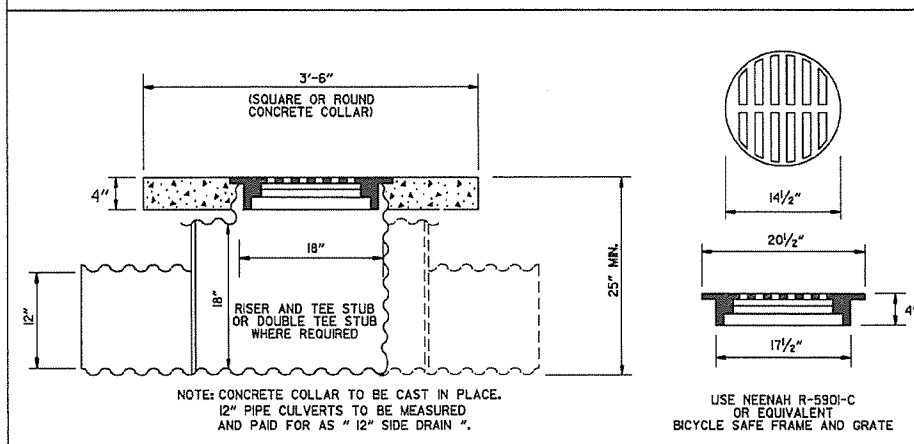 3'-6"
(SQUARE OR ROUND
CONCRETE COLLAR)
4"
18"
25" MIN.
12"
18"
RISER AND TEE STUB
OR DOUBLE TEE STUB
WHERE REQUIRED
NOTE: CONCRETE COLLAR TO BE CAST IN PLACE.
12" PIPE CULVERTS TO BE MEASURED
AND PAID FOR AS " 12" SIDE DRAIN ".
14½"
20½"
4"
17½"
USE NEENAH R-5901-C
OR EQUIVALENT
BICYCLE SAFE FRAME AND GRATE